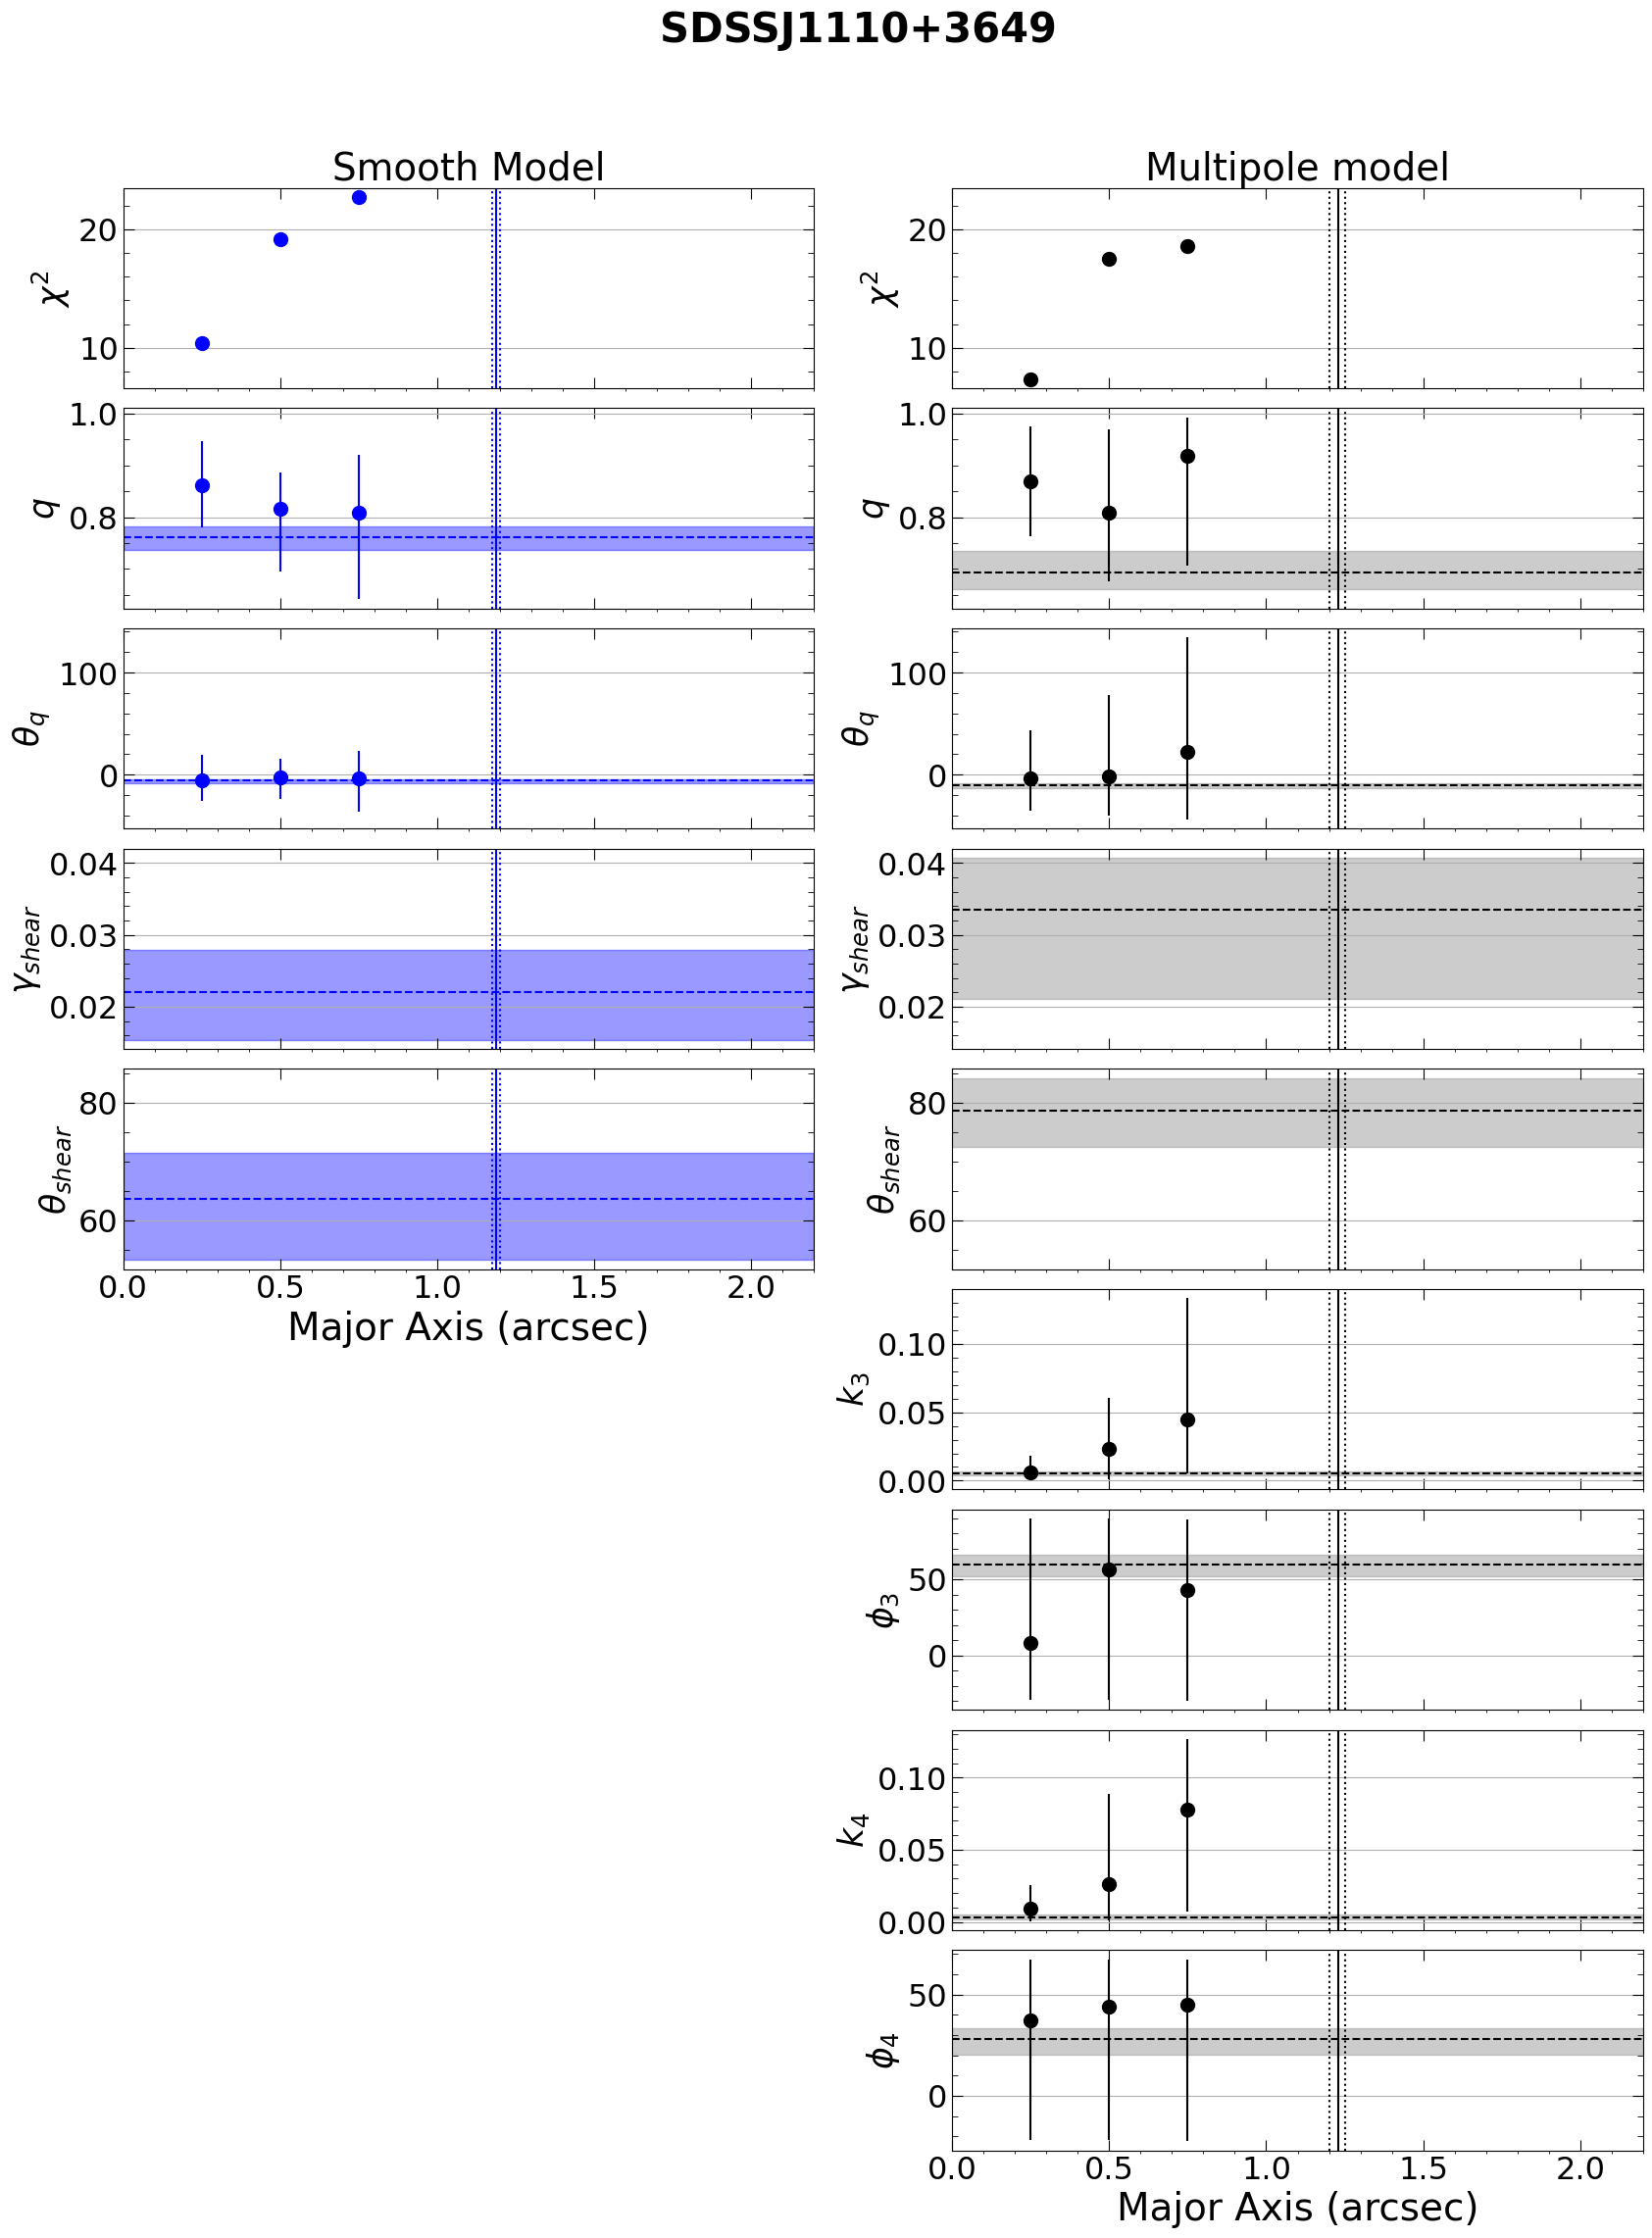 SDSSJ1110+3649
Smooth Model
20
10
χ²
1.0
0.8
q
100
0
θ_q
0.04
0.03
0.02
γ_shear
80
60
θ_shear
0.0 0.5 1.0 1.5 2.0
Major Axis (arcsec)
Multipole model
20
10
χ²
1.0
0.8
q
100
0
θ_q
0.04
0.03
0.02
γ_shear
80
60
θ_shear
0.10
0.05
0.00
k₃
50
0
ϕ₃
0.10
0.05
0.00
k₄
50
0
ϕ₄
0.0 0.5 1.0 1.5 2.0
Major Axis (arcsec)